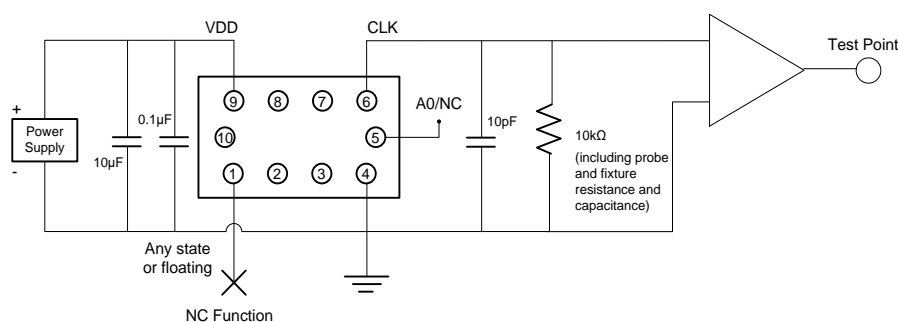 VDD
CLK
Test Point
+
Power
Supply
-
10µF
0.1µF
9
8
7
6
10
5
1
2
3
4
A0/NC
10pF
10kΩ
(including probe
and fixture
resistance and
capacitance)
Any state
or floating
NC Function